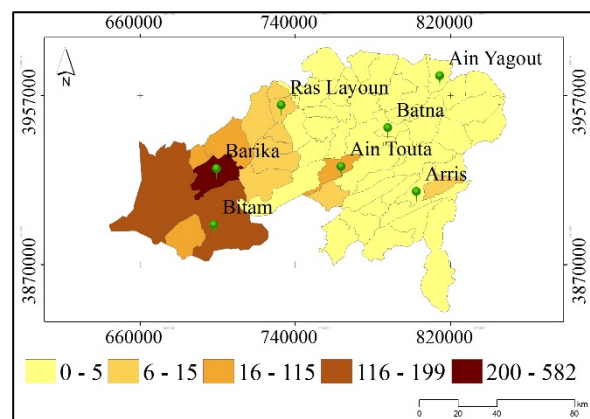 660000 740000 820000
N
Ain Yagout
3957000 3957000
Ras Layoun
Batna
Barika
Ain Touta
Arris
Bitam
3870000 3870000
660000 740000 820000
0 - 5 6 - 15 16 - 115 116 - 199 200 - 582
0 20 40 80
km